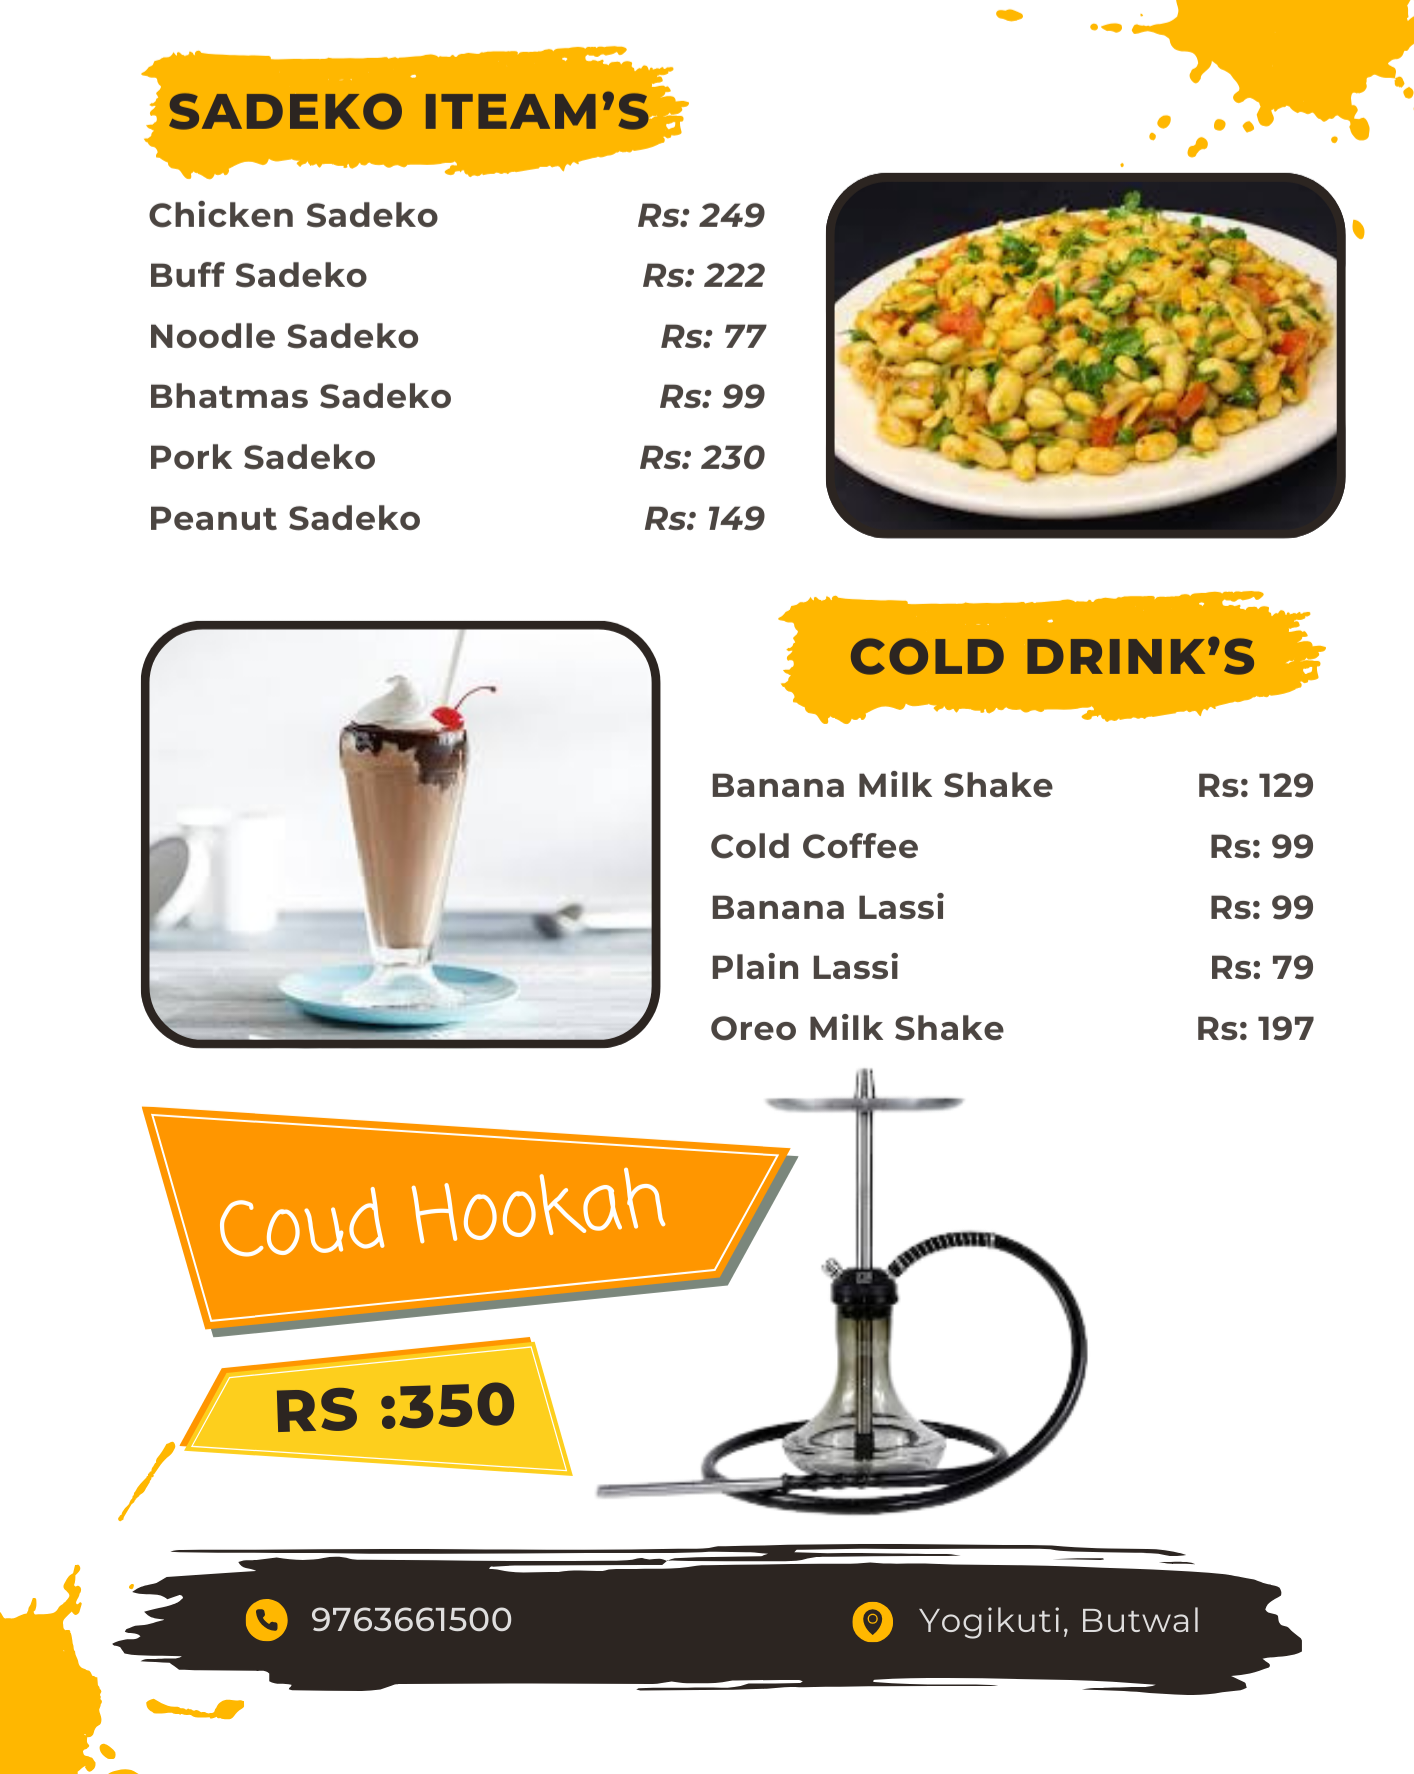 SADEKO ITEAM’S
Chicken Sadeko Rs: 249
Buff Sadeko Rs: 222
Noodle Sadeko Rs: 77
Bhatmas Sadeko Rs: 99
Pork Sadeko Rs: 230
Peanut Sadeko Rs: 149
COLD DRINK’S
Banana Milk Shake Rs: 129
Cold Coffee Rs: 99
Banana Lassi Rs: 99
Plain Lassi Rs: 79
Oreo Milk Shake Rs: 197
Coud Hookah
RS :350
9763661500
Yogikuti, Butwal